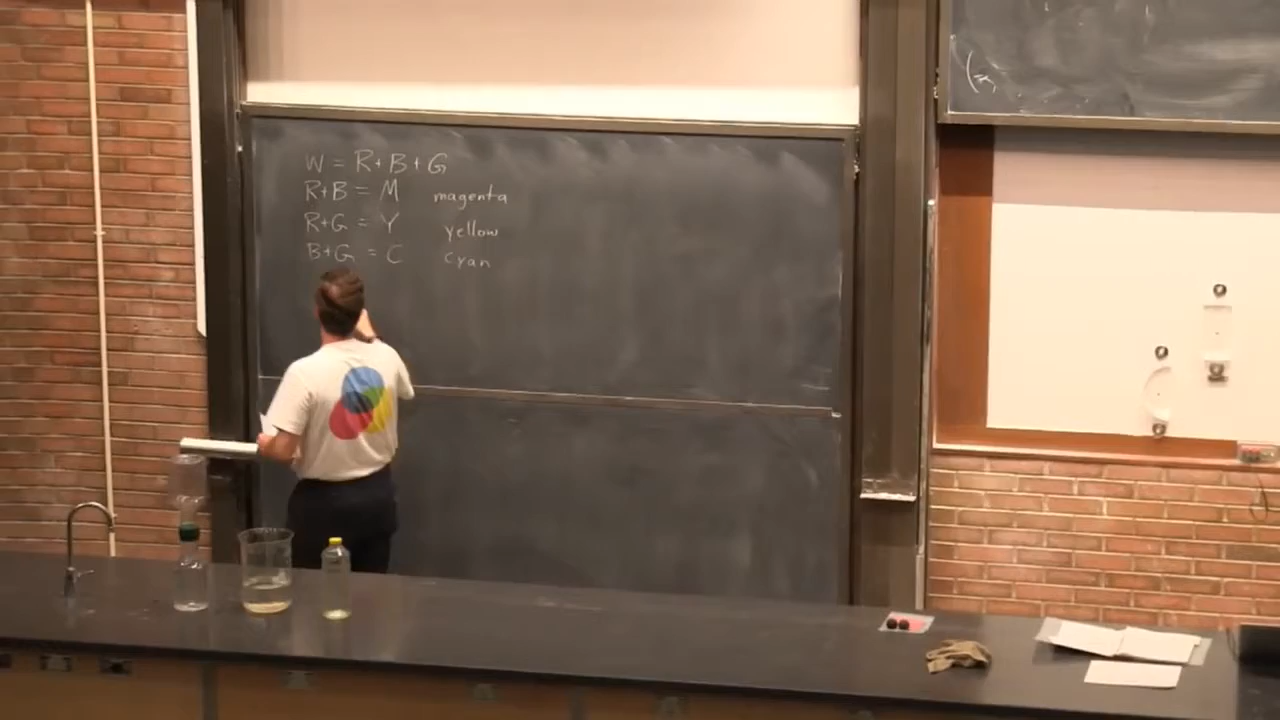 W = R+B+G
R+B = M magenta
R+G = Y yellow
B+G = C cyan